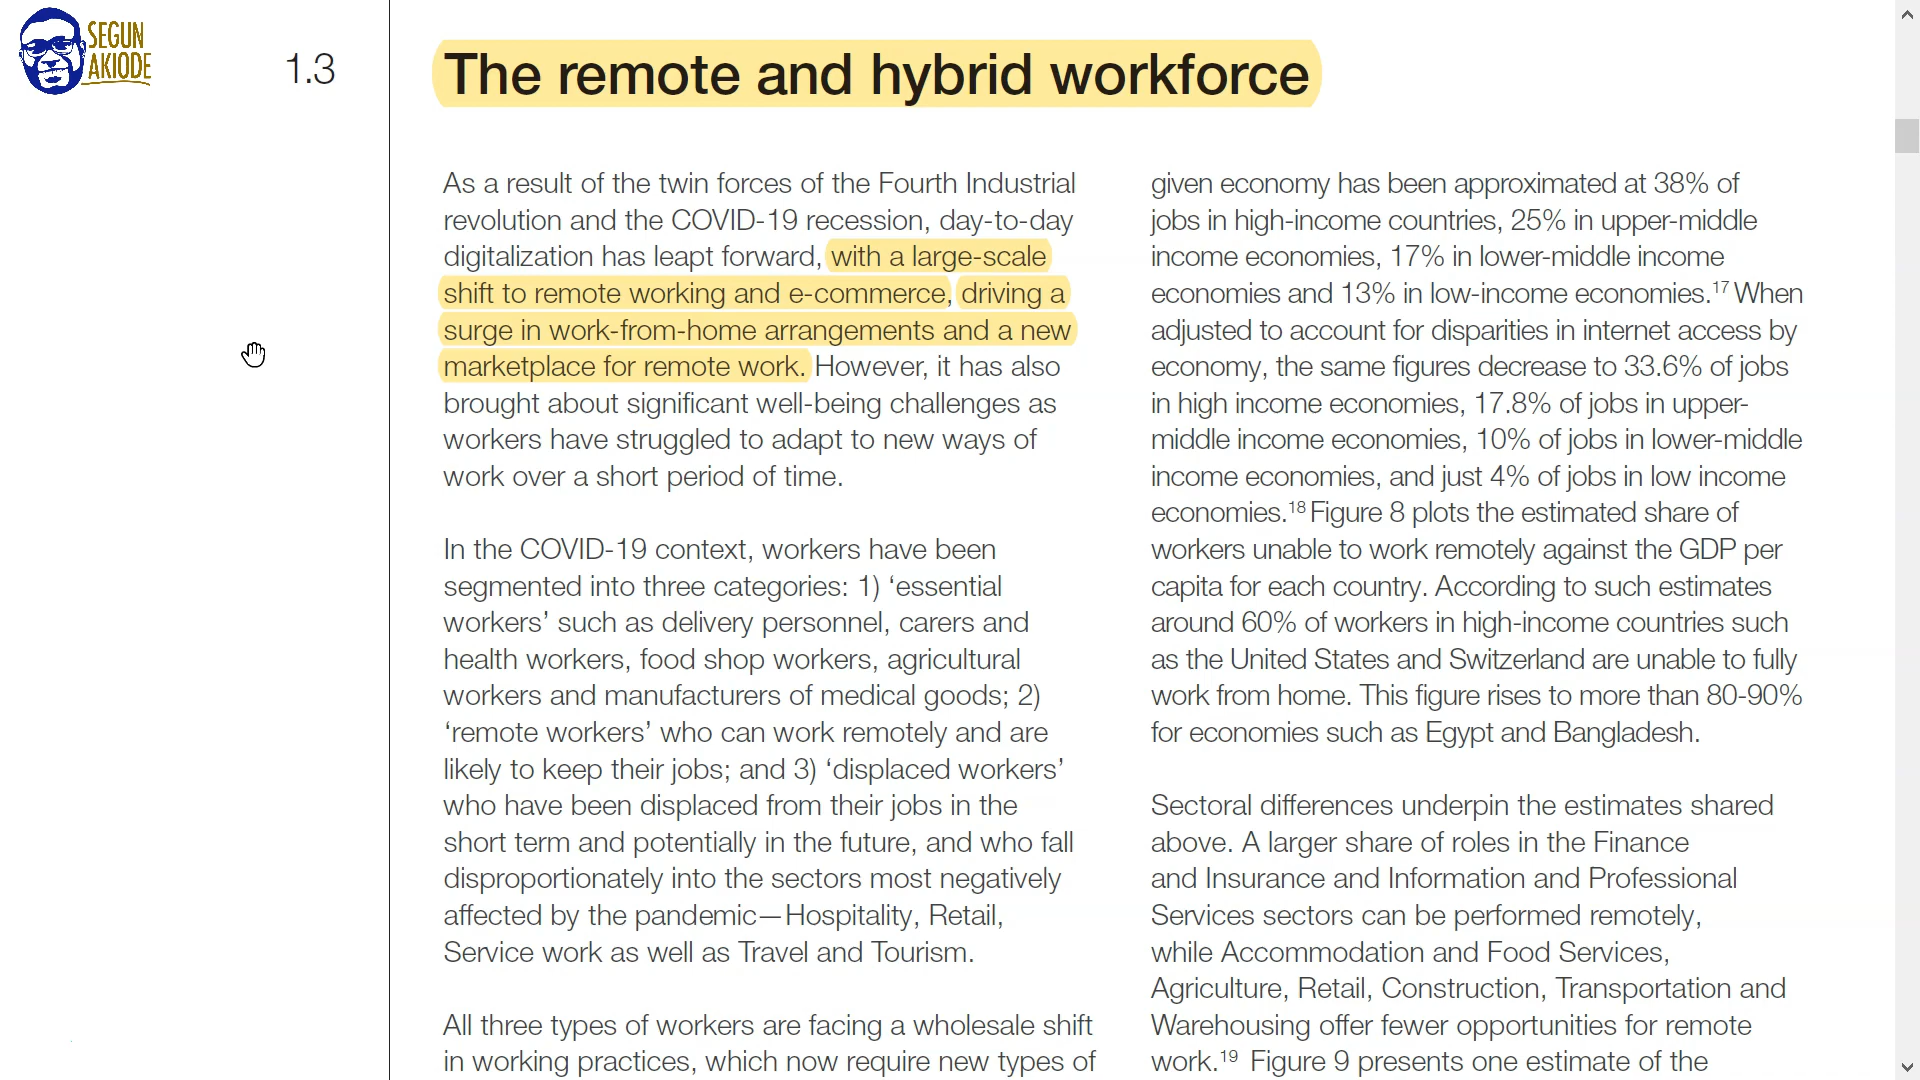 SEGUN
AKIODE
1.3
The remote and hybrid workforce
As a result of the twin forces of the Fourth Industrial
revolution and the COVID-19 recession, day-to-day
digitalization has leapt forward, with a large-scale
shift to remote working and e-commerce, driving a
surge in work-from-home arrangements and a new
marketplace for remote work. However, it has also
brought about significant well-being challenges as
workers have struggled to adapt to new ways of
work over a short period of time.
In the COVID-19 context, workers have been
segmented into three categories: 1) ‘essential
workers’ such as delivery personnel, carers and
health workers, food shop workers, agricultural
workers and manufacturers of medical goods; 2)
‘remote workers’ who can work remotely and are
likely to keep their jobs; and 3) ‘displaced workers’
who have been displaced from their jobs in the
short term and potentially in the future, and who fall
disproportionately into the sectors most negatively
affected by the pandemic—Hospitality, Retail,
Service work as well as Travel and Tourism.
All three types of workers are facing a wholesale shift
in working practices, which now require new types of
given economy has been approximated at 38% of
jobs in high-income countries, 25% in upper-middle
income economies, 17% in lower-middle income
economies and 13% in low-income economies.17 When
adjusted to account for disparities in internet access by
economy, the same figures decrease to 33.6% of jobs
in high income economies, 17.8% of jobs in upper-
middle income economies, 10% of jobs in lower-middle
income economies, and just 4% of jobs in low income
economies.18 Figure 8 plots the estimated share of
workers unable to work remotely against the GDP per
capita for each country. According to such estimates
around 60% of workers in high-income countries such
as the United States and Switzerland are unable to fully
work from home. This figure rises to more than 80-90%
for economies such as Egypt and Bangladesh.
Sectoral differences underpin the estimates shared
above. A larger share of roles in the Finance
and Insurance and Information and Professional
Services sectors can be performed remotely,
while Accommodation and Food Services,
Agriculture, Retail, Construction, Transportation and
Warehousing offer fewer opportunities for remote
work.19 Figure 9 presents one estimate of the